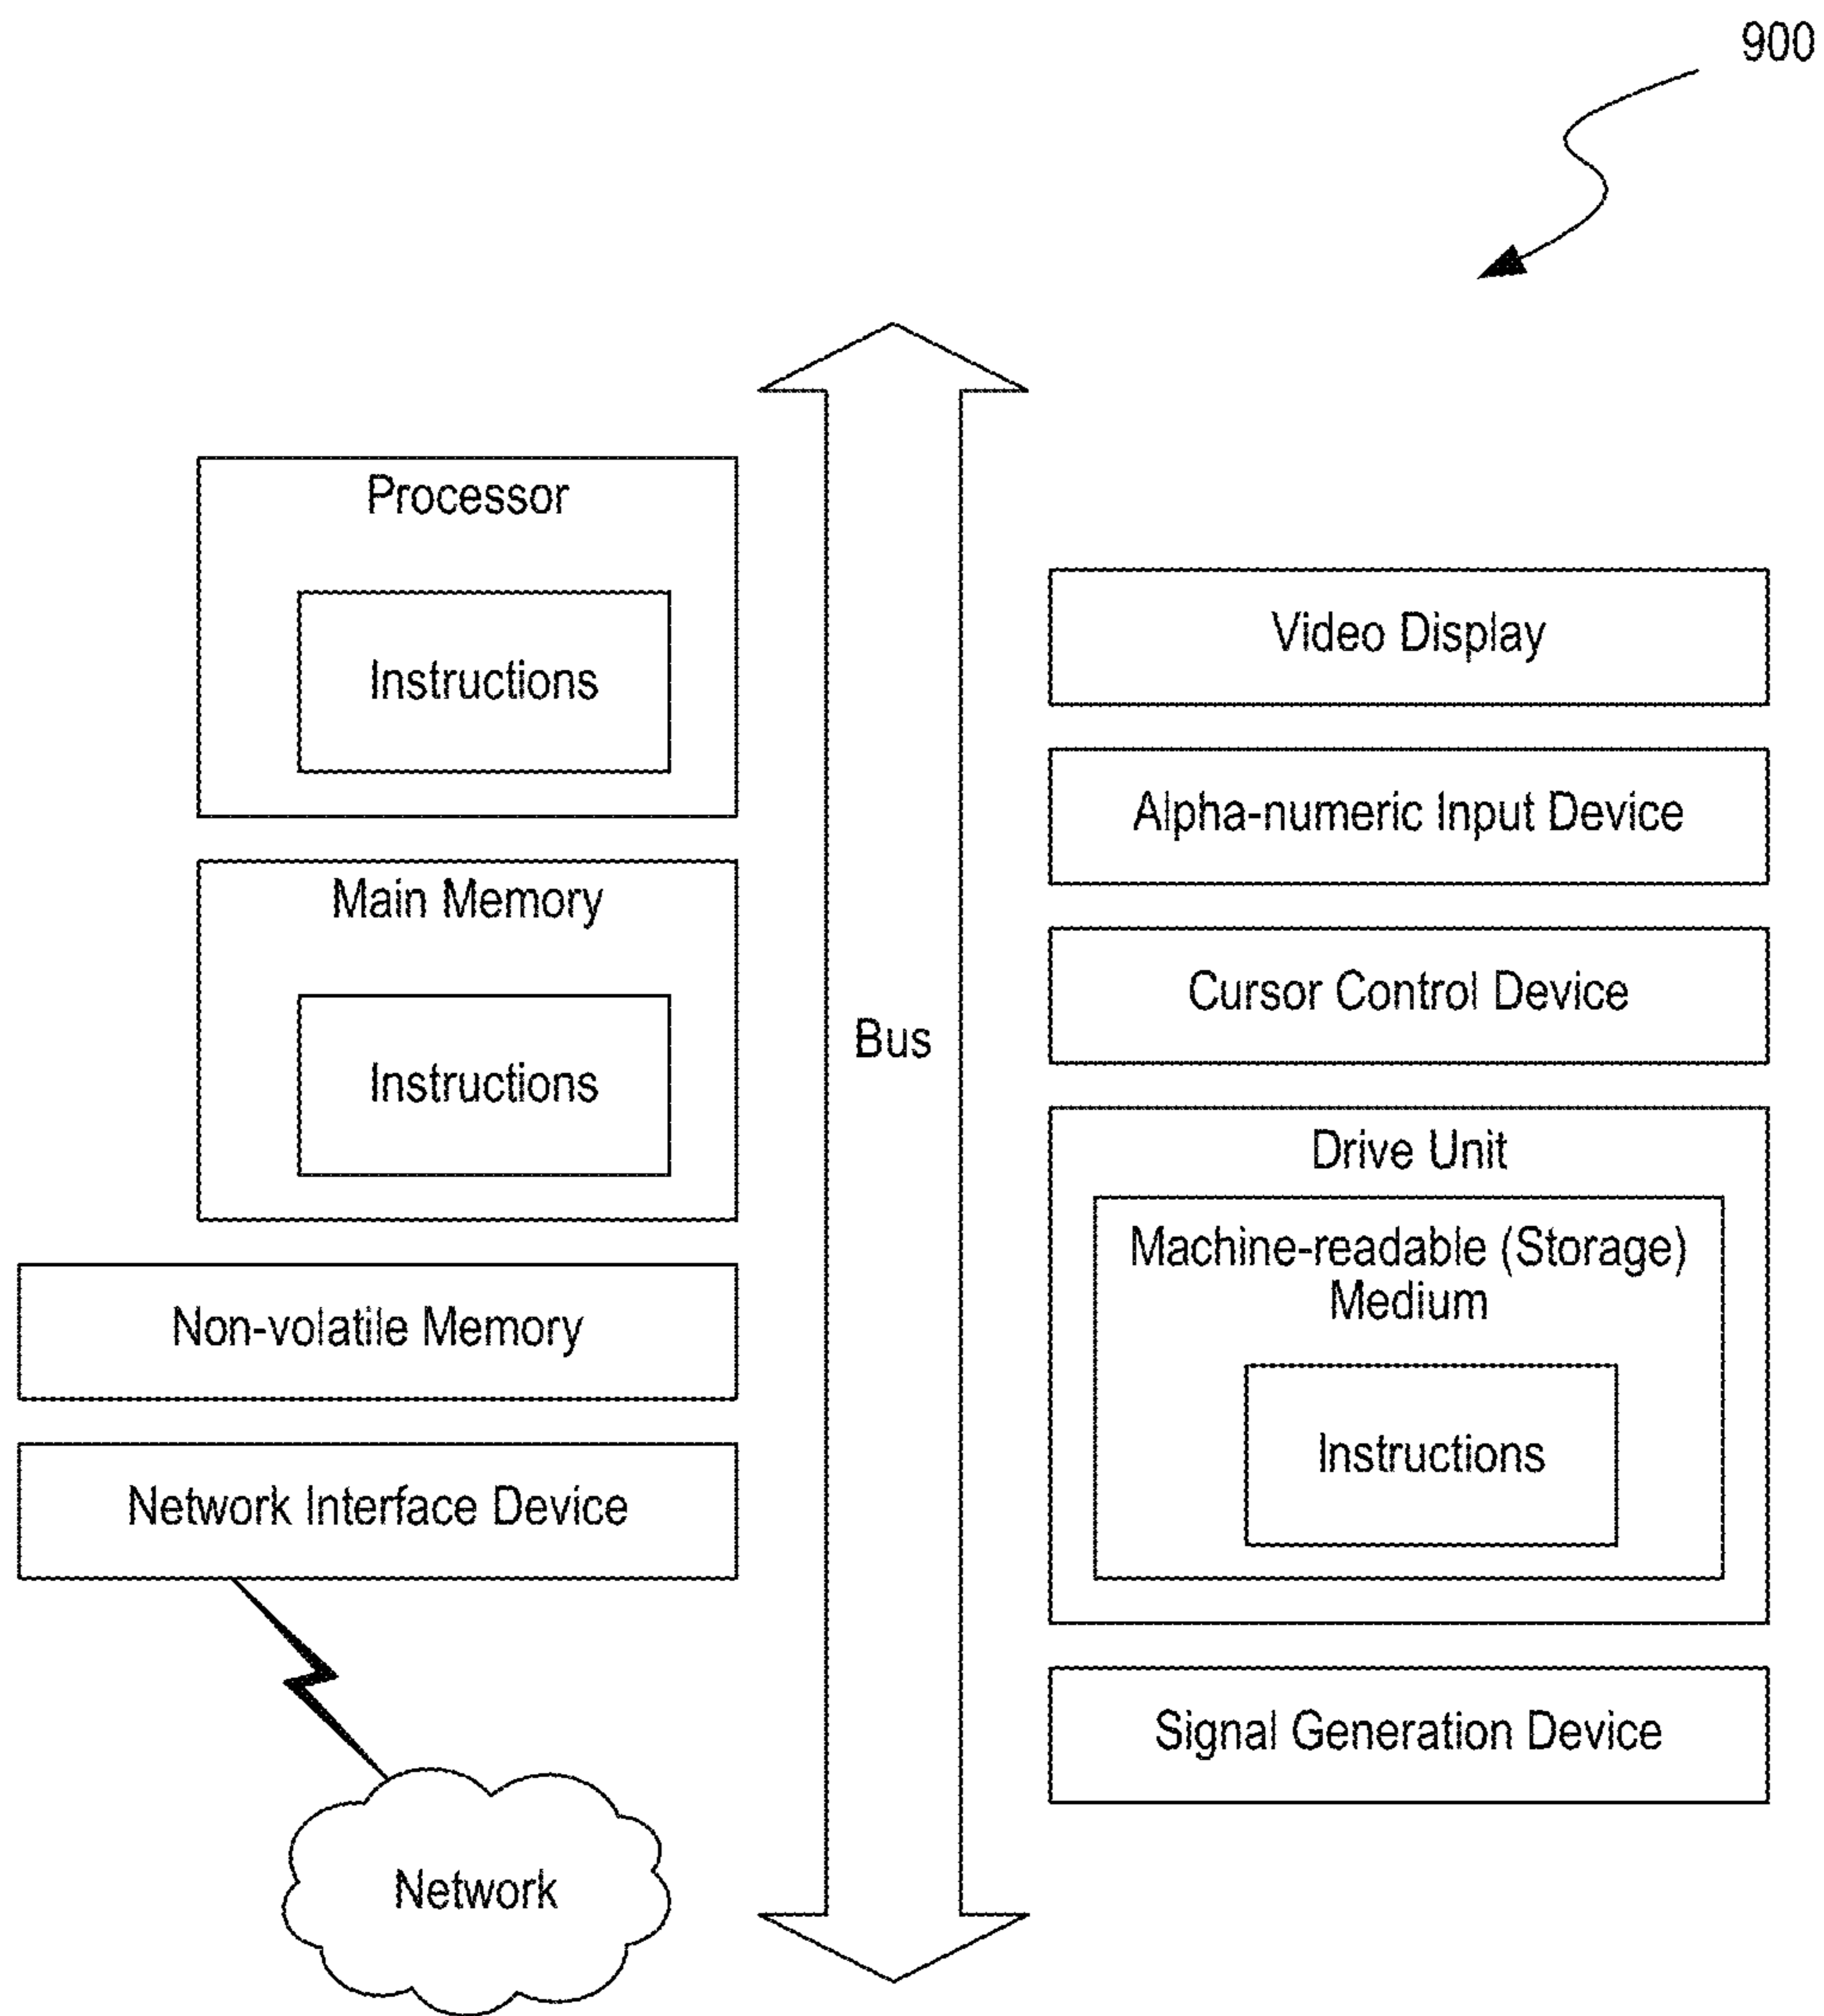 900
Processor
Instructions
Main Memory
Instructions
Non-volatile Memory
Network Interface Device
Network
Bus
Video Display
Alpha-numeric Input Device
Cursor Control Device
Drive Unit
Machine-readable (Storage)
Medium
Instructions
Signal Generation Device